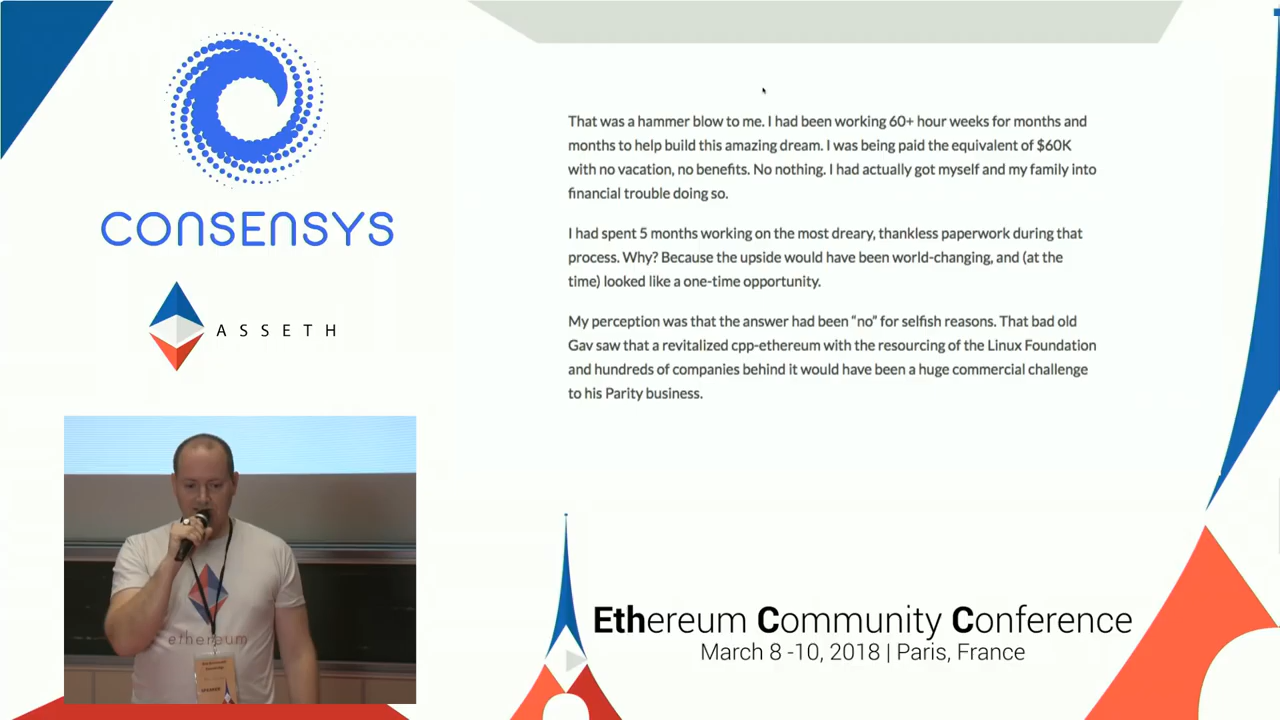 CONSENSYS
ASSETH
That was a hammer blow to me. I had been working 60+ hour weeks for months and
months to help build this amazing dream. I was being paid the equivalent of $60K
with no vacation, no benefits. No nothing. I had actually got myself and my family into
financial trouble doing so.
I had spent 5 months working on the most dreary, thankless paperwork during that
process. Why? Because the upside would have been world-changing, and (at the
time) looked like a one-time opportunity.
My perception was that the answer had been “no” for selfish reasons. That bad old
Gav saw that a revitalized cpp-ethereum with the resourcing of the Linux Foundation
and hundreds of companies behind it would have been a huge commercial challenge
to his Parity business.
ethereum
Ethereum Community Conference
March 8 -10, 2018 | Paris, France